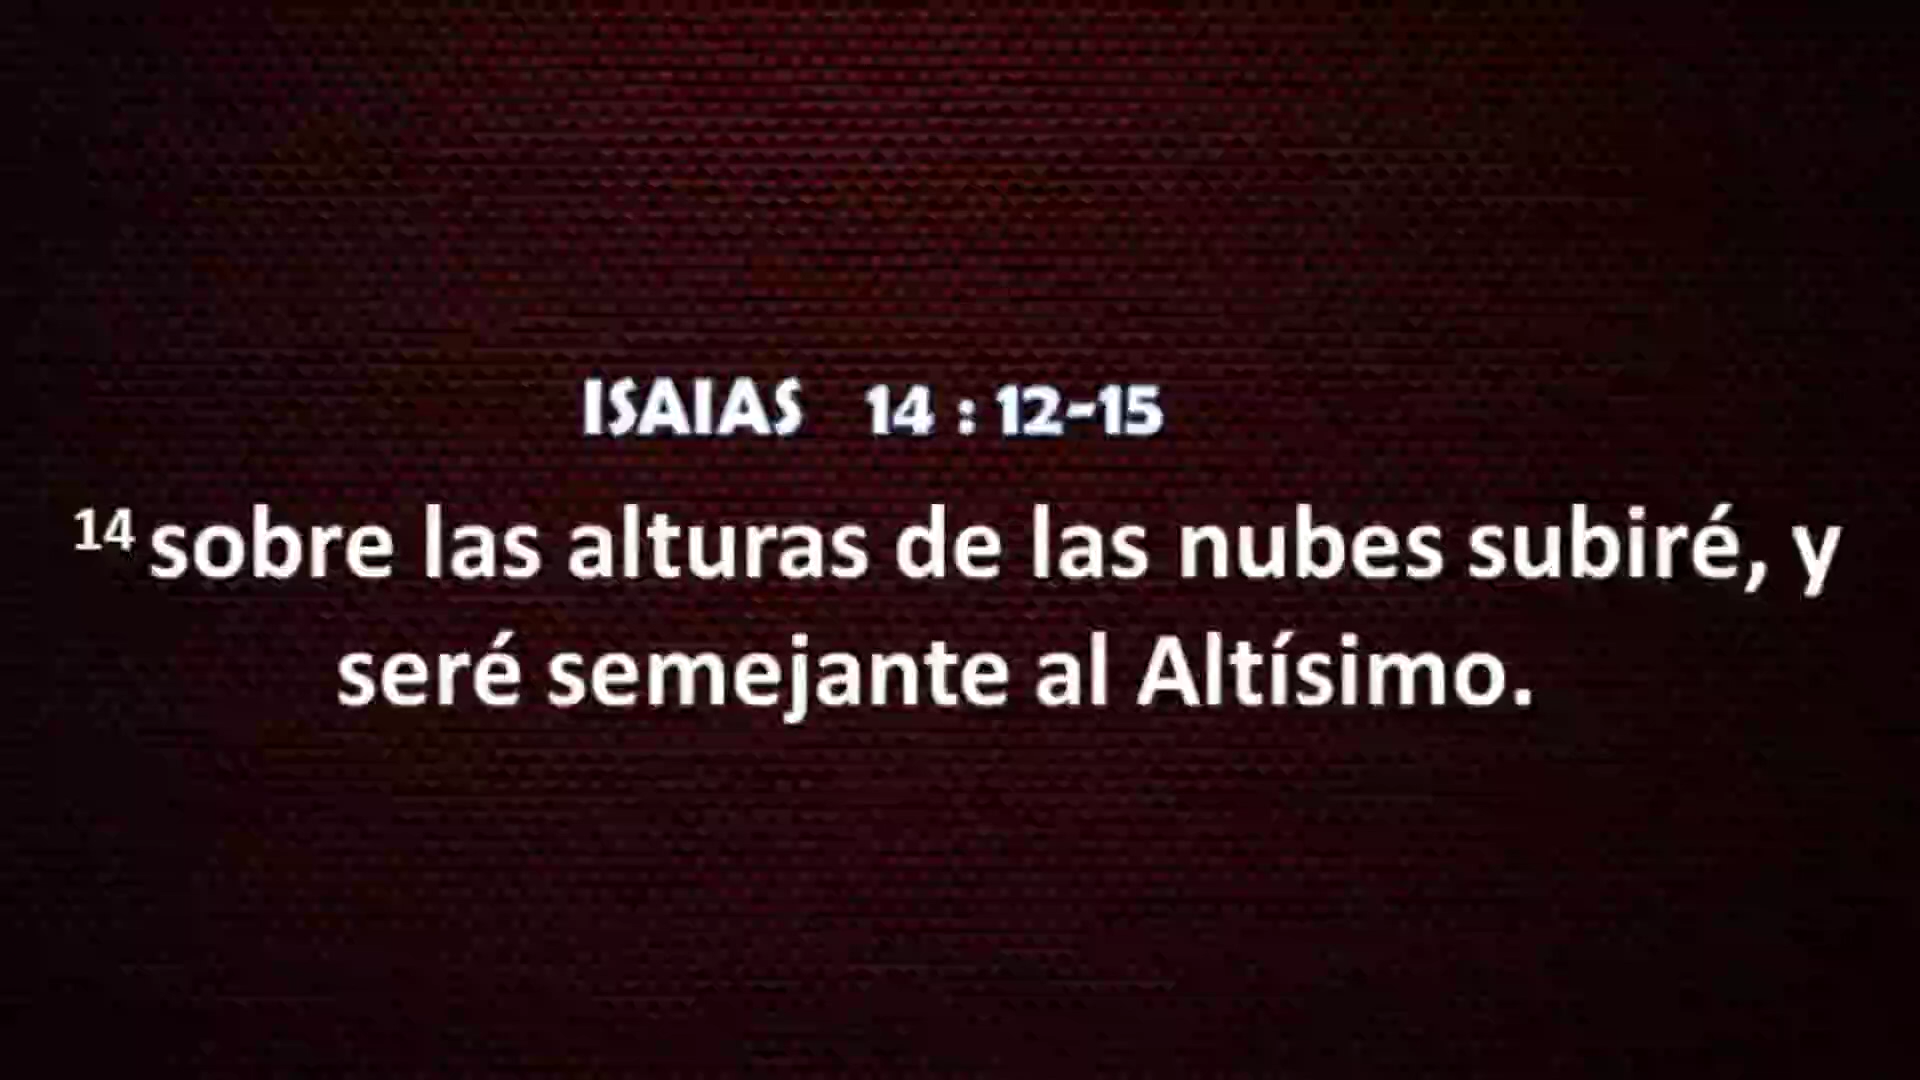 ISAIAS 14 : 12-15
14 sobre las alturas de las nubes subiré, y
seré semejante al Altísimo.